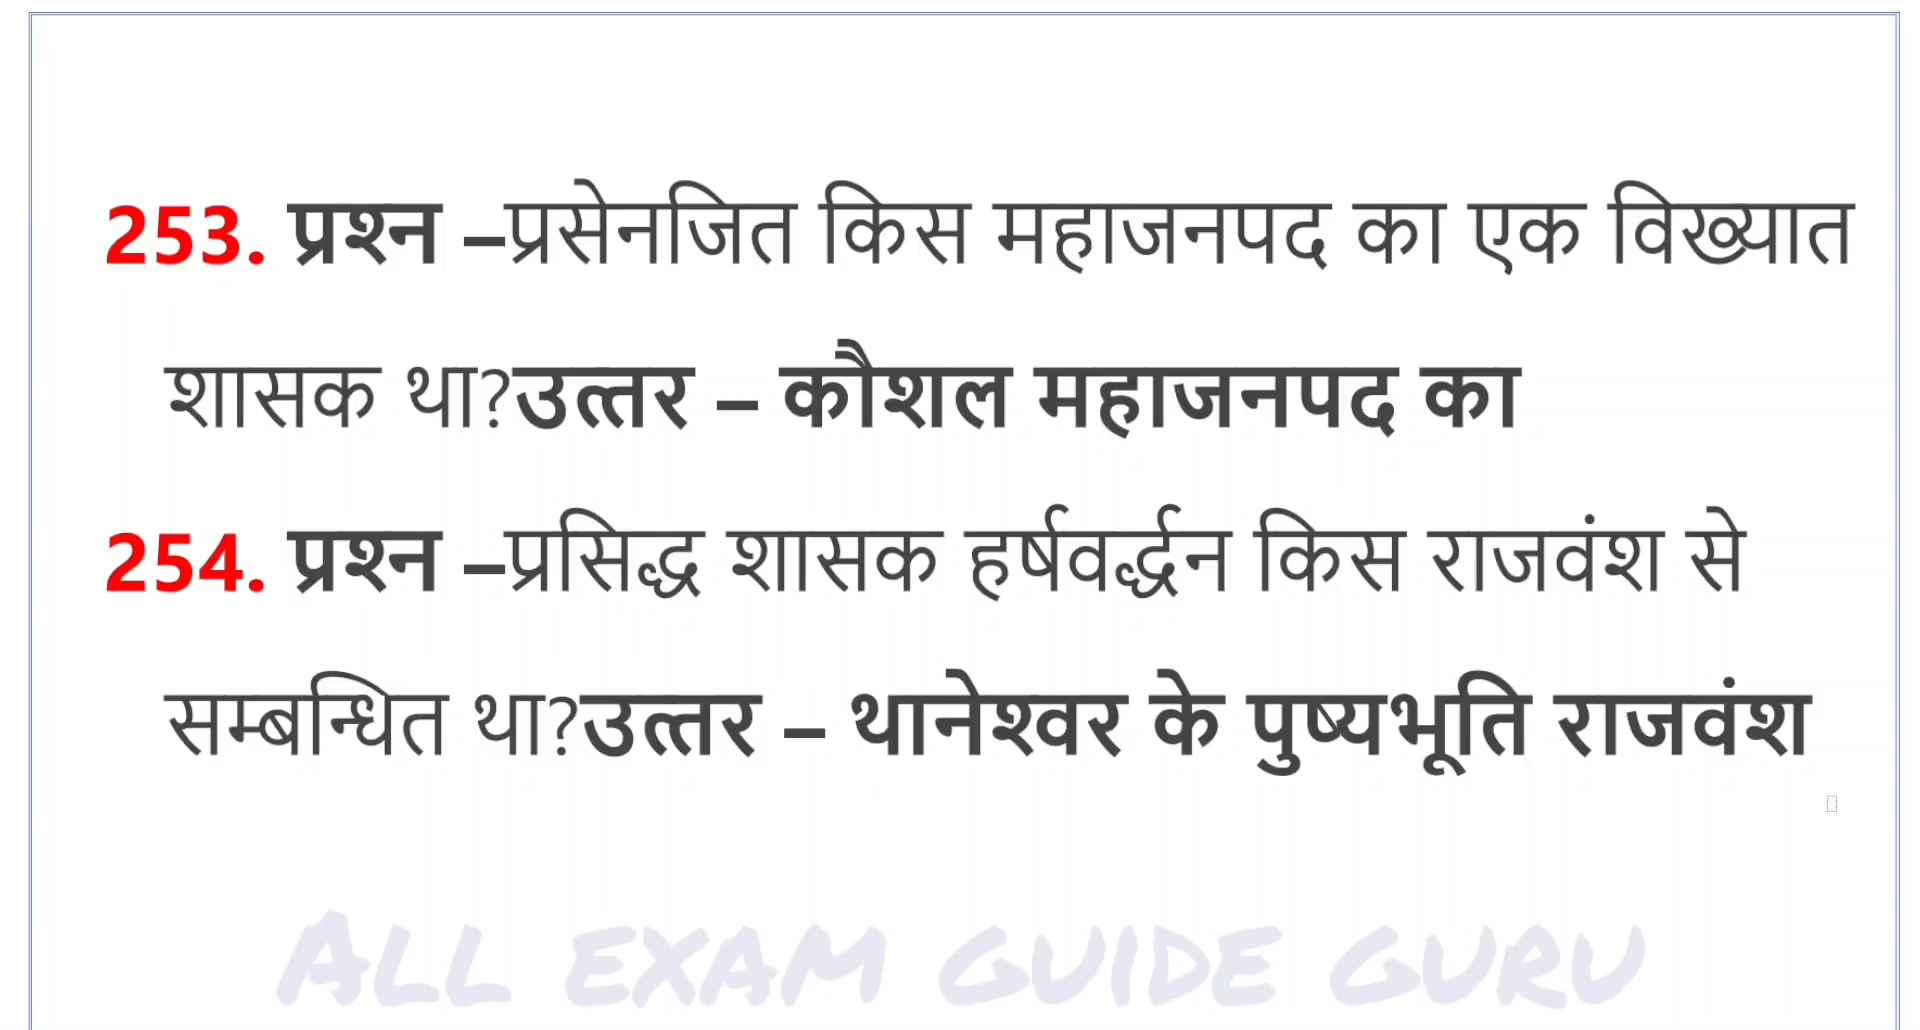 253. प्रश्न –प्रसेनजित किस महाजनपद का एक विख्यात
शासक था?उत्तर – कौशल महाजनपद का
254. प्रश्न –प्रसिद्ध शासक हर्षवर्द्धन किस राजवंश से
सम्बन्धित था?उत्तर – थानेश्वर के पुष्यभूति राजवंश
ALL EXAM GUIDE GURU